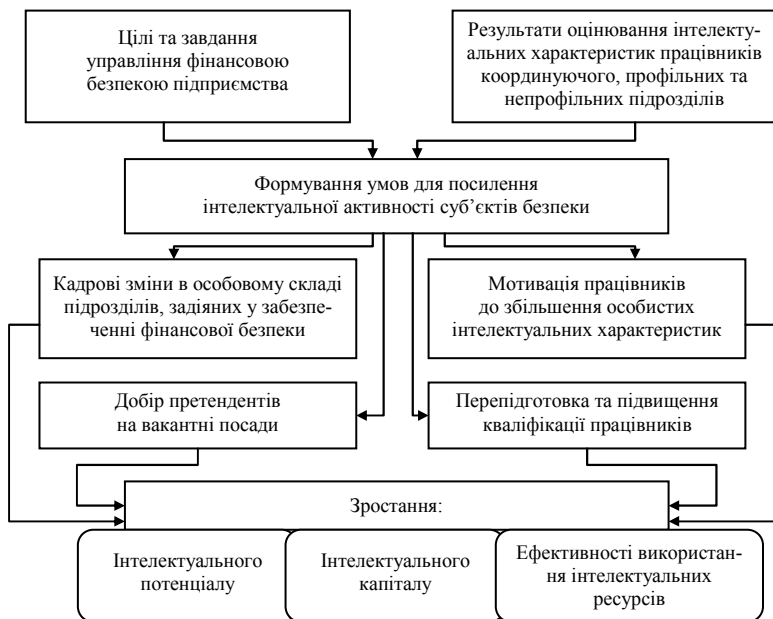 Цілі та завдання
управління фінансовою
безпекою підприємства
Результати оцінювання інтелекту-
альних характеристик працівників
координуючого, профільних та
непрофільних підрозділів
Формування умов для посилення
інтелектуальної активності суб’єктів безпеки
Кадрові зміни в особовому складі
підрозділів, задіяних у забезпе-
ченні фінансової безпеки
Мотивація працівників
до збільшення особистих
інтелектуальних характеристик
Добір претендентів
на вакантні посади
Перепідготовка та підвищення
кваліфікації працівників
Зростання:
Інтелектуального
потенціалу
Інтелектуального
капіталу
Ефективності використан-
ня інтелектуальних
ресурсів